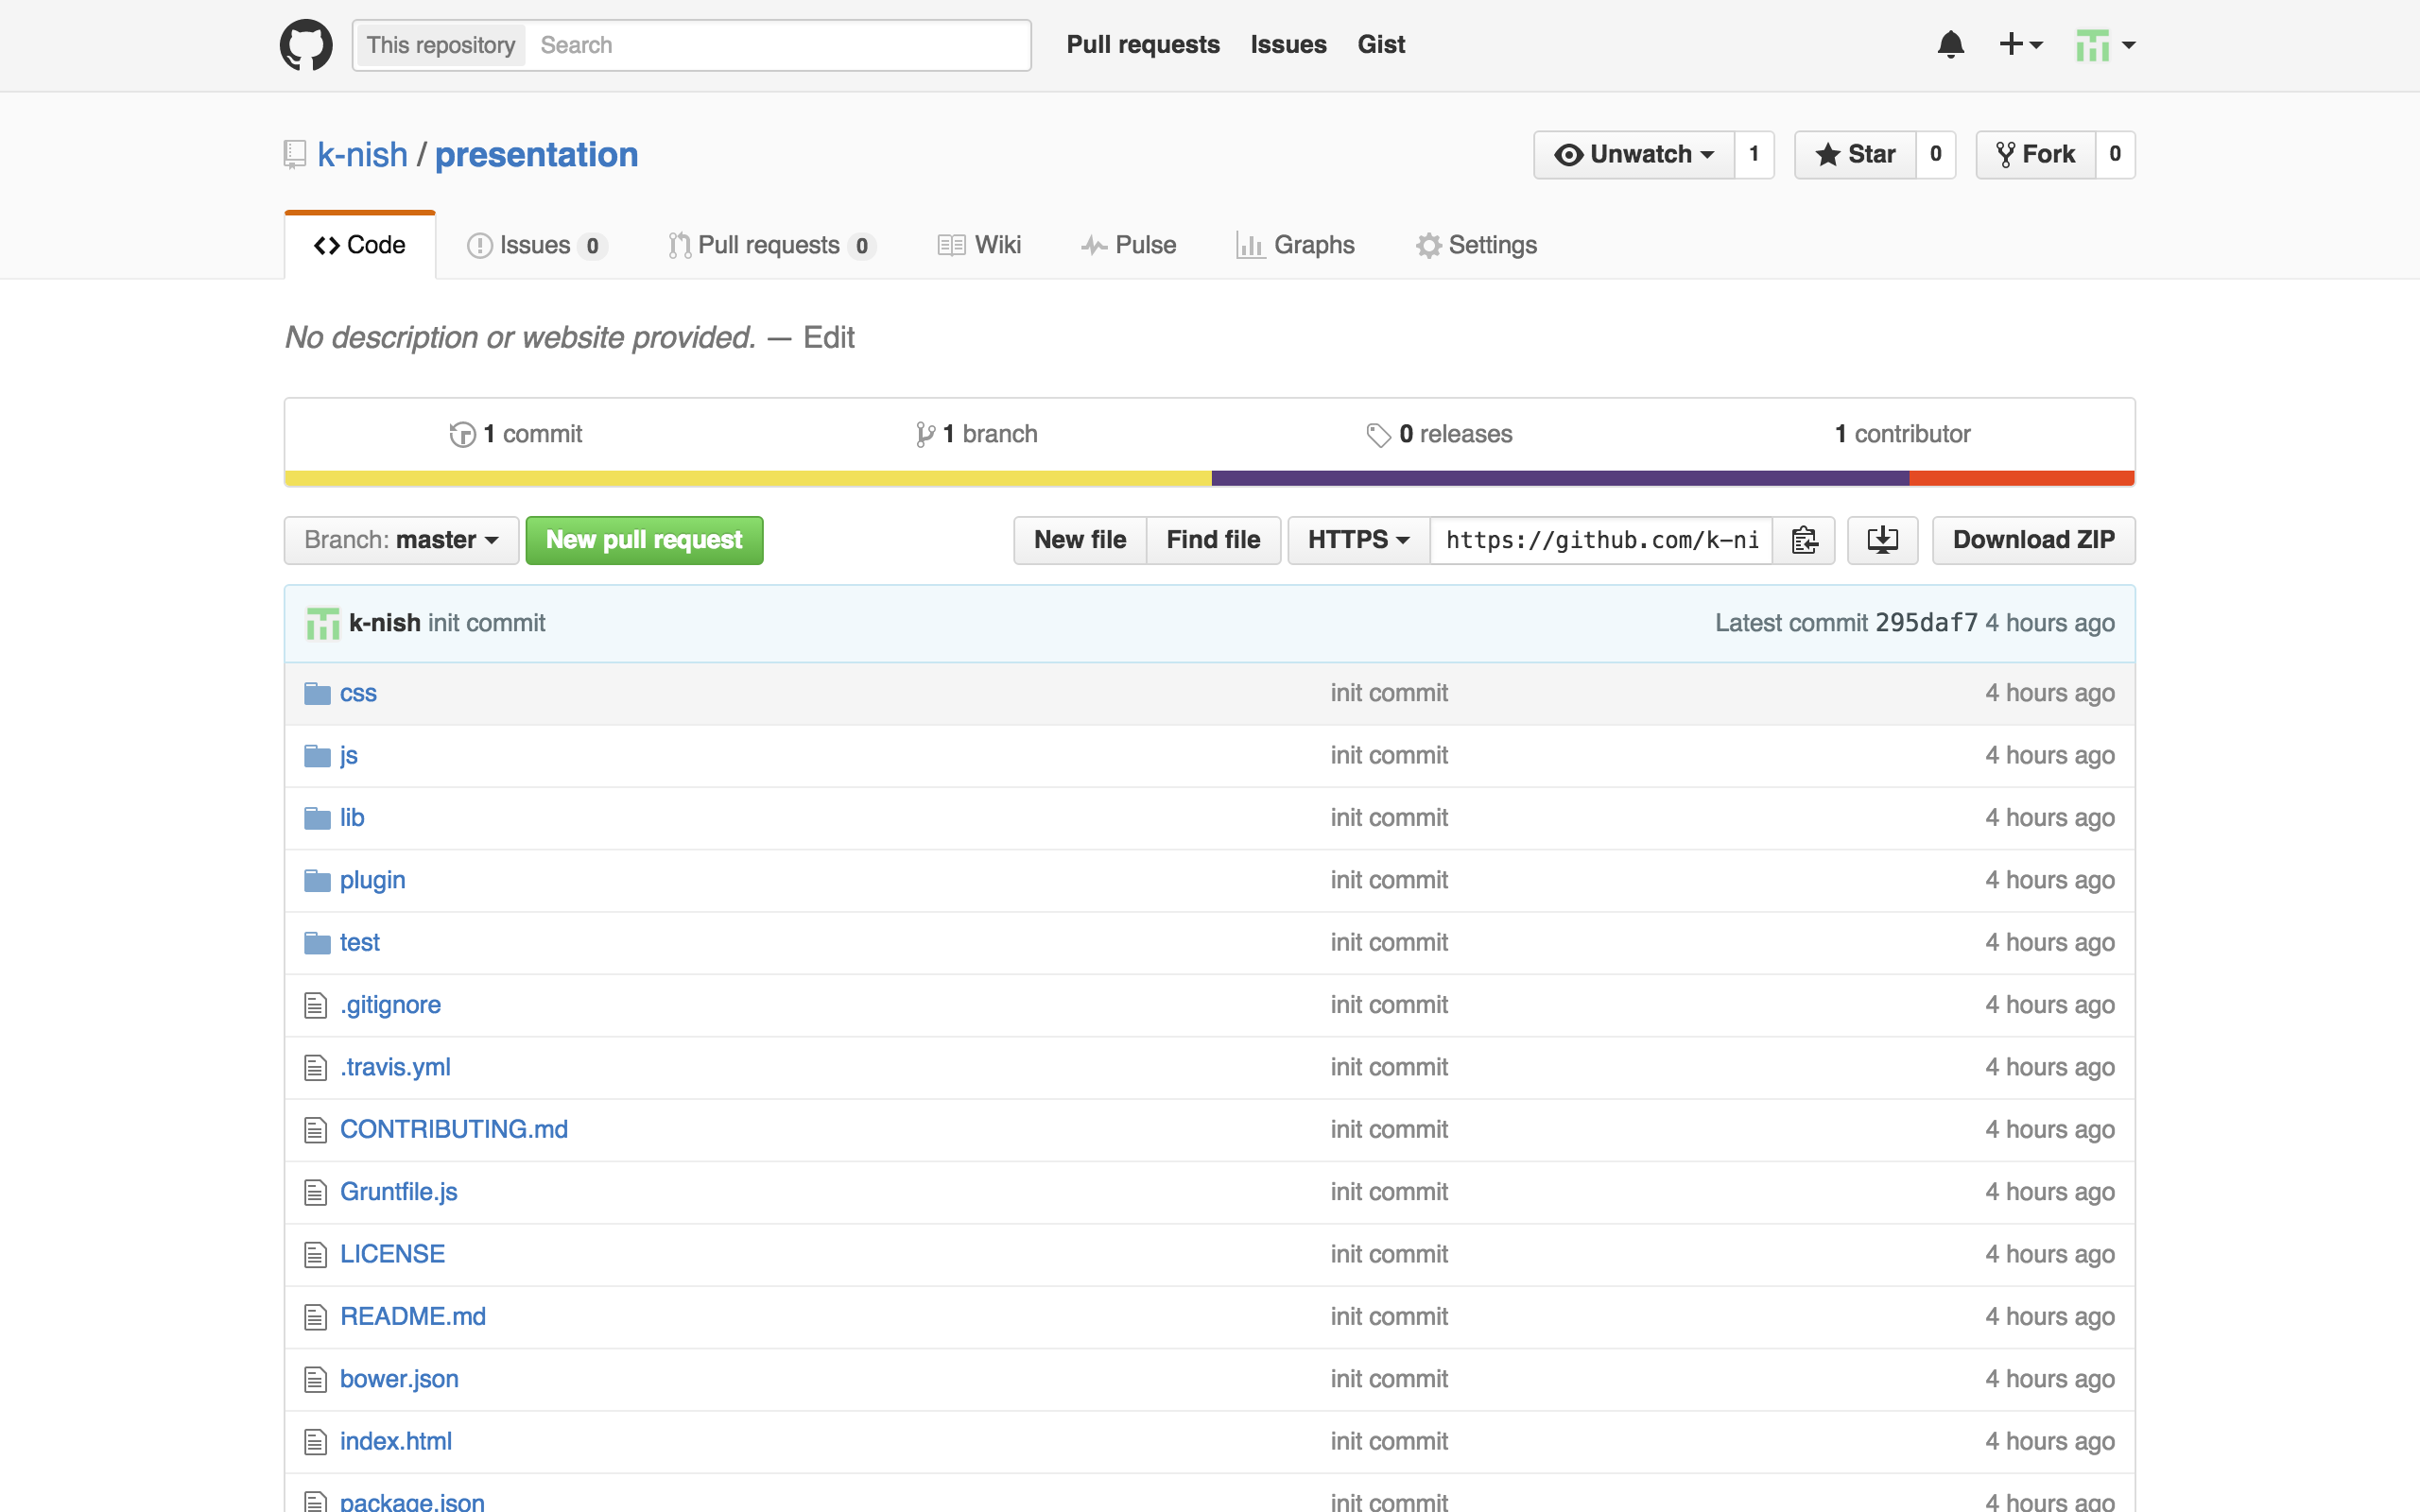 This repository Search Pull requests Issues Gist
k-nish / presentation Unwatch 1 Star 0 Fork 0
Code Issues 0 Pull requests 0 Wiki Pulse Graphs Settings
No description or website provided. — Edit
1 commit 1 branch 0 releases 1 contributor
Branch: master New pull request New file Find file HTTPS https://github.com/k-ni Download ZIP
k-nish init commit Latest commit 295daf7 4 hours ago
css init commit 4 hours ago
js init commit 4 hours ago
lib init commit 4 hours ago
plugin init commit 4 hours ago
test init commit 4 hours ago
.gitignore init commit 4 hours ago
.travis.yml init commit 4 hours ago
CONTRIBUTING.md init commit 4 hours ago
Gruntfile.js init commit 4 hours ago
LICENSE init commit 4 hours ago
README.md init commit 4 hours ago
bower.json init commit 4 hours ago
index.html init commit 4 hours ago
package.json init commit 4 hours ago